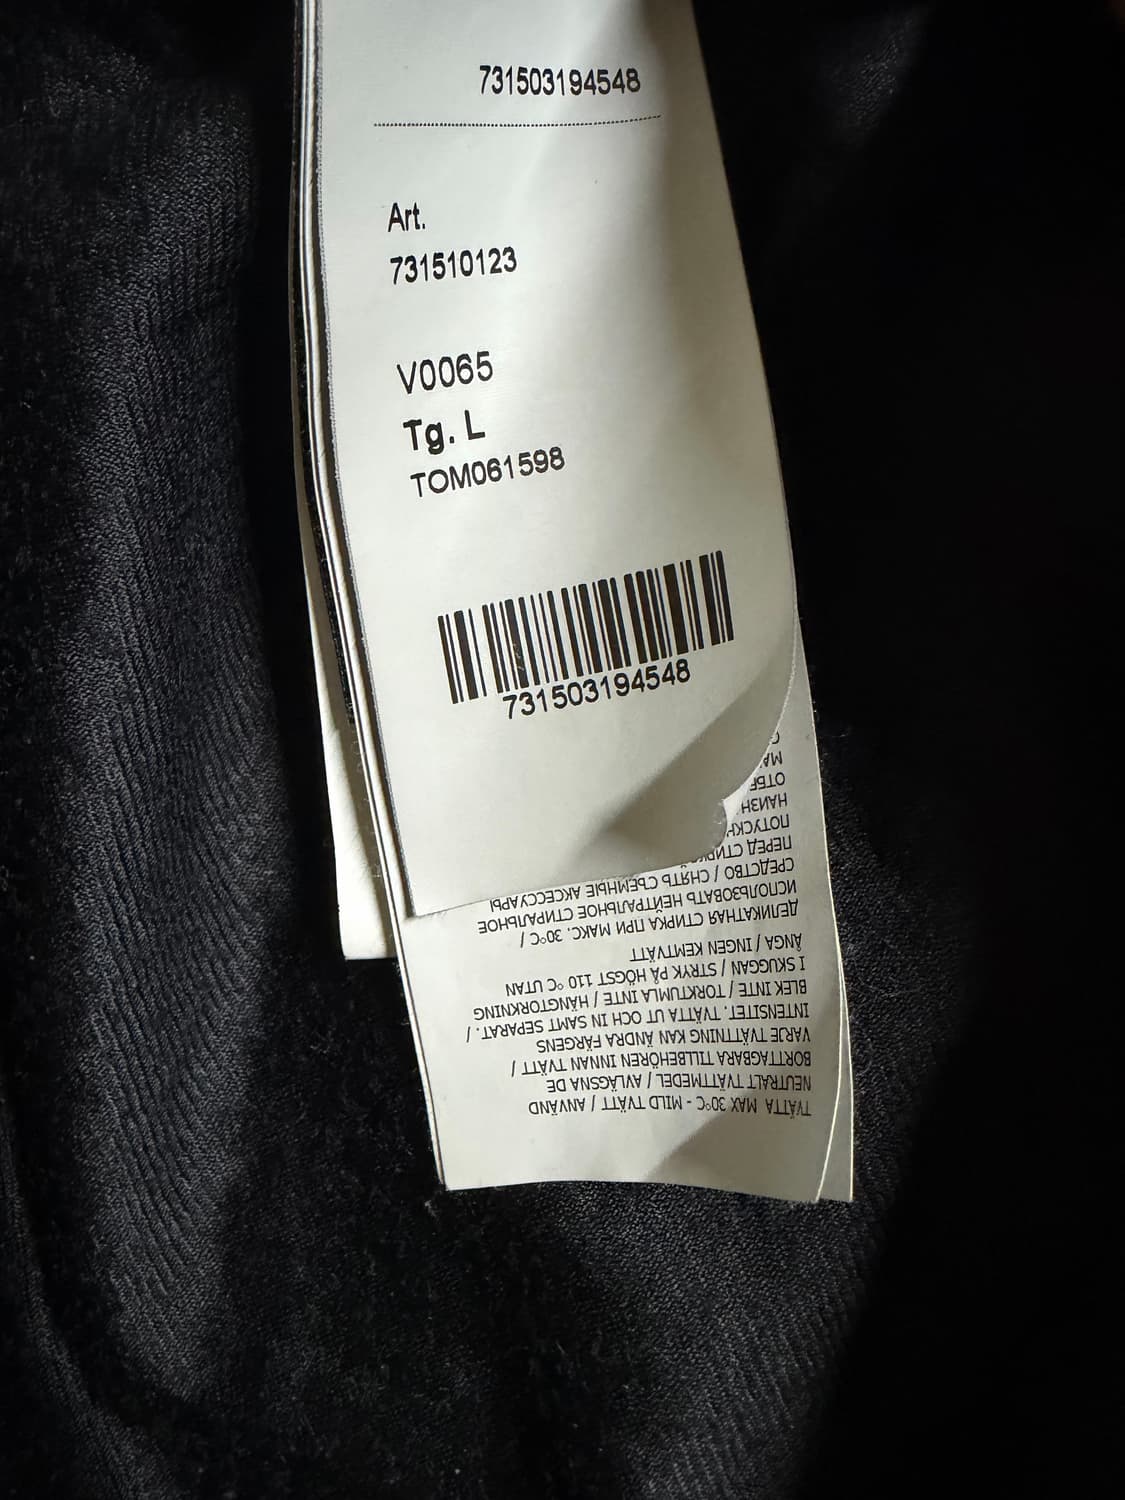 731503194548
Art.
731510123
V0065
Tg. L
TOM061598
731503194548
TVÄTTA MAX 30°C - MILD TVÄTT / ANVÄND
NEUTRALT TVÄTTMEDEL / AVLÄGSNA DE
BORTTAGBARA TILLBEHÖREN INNAN TVÄTT /
VARJE TVÄTTNING KAN ÄNDRA FÄRGENS
INTENSITET. TVÄTTA UT OCH IN SAMT SEPARAT. /
BLEK INTE / TORKTUMLA INTE / HÄNGTORKNING
I SKUGGAN / STRYK PÅ HÖGST 110 °C UTAN
ÅNGA / INGEN KEMTVÄTT
ДЕЛИКАТНАЯ СТИРКА ПРИ МАКС. 30°C /
ИСПОЛЬЗОВАТЬ НЕЙТРАЛЬНОЕ СТИРАЛЬНОЕ
СРЕДСТВО / СНЯТЬ СЪЕМНЫЕ АКСЕССУАРЫ
ПЕРЕД СТИРКОЙ